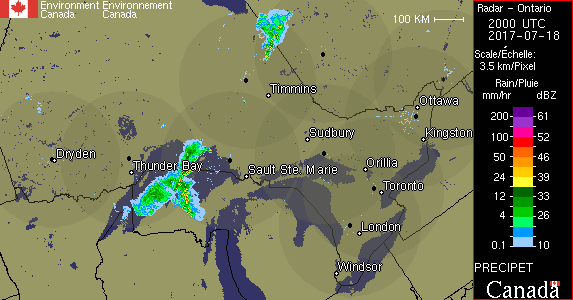 Environment Environnement
Canada Canada
100 KM
Timmins
Ottawa
Sudbury
Kingston
Dryden
Thunder Bay
Sault Ste. Marie
Orillia
Toronto
London
Windsor
Radar - Ontario
2000 UTC
2017-07-18
Scale/Échelle:
3.5 km/Pixel
Rain/Pluie
mm/hr dBZ
200 61
100 52
50 46
24 39
12 33
4 26
0.1 10
PRECIPET
Canada